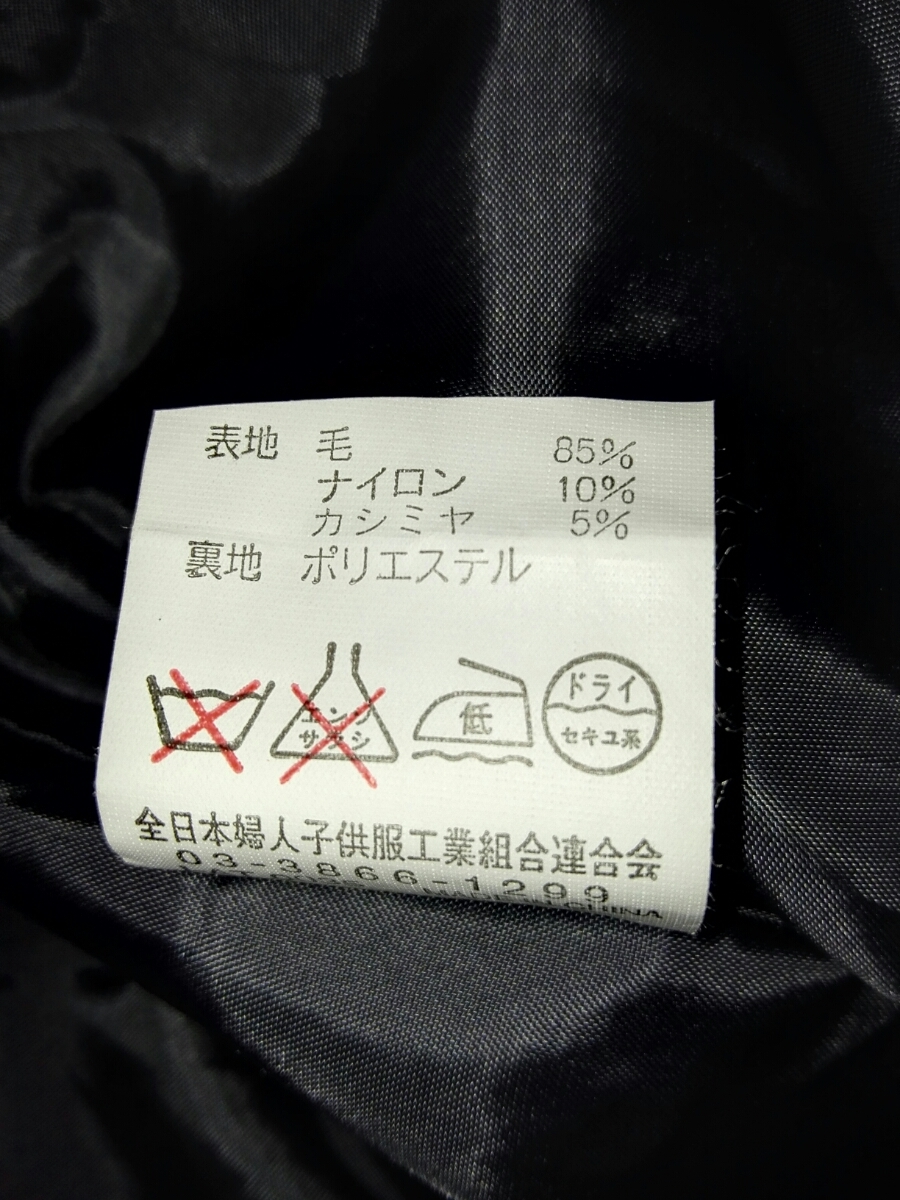 表地 毛 85%
ナイロン 10%
カシミヤ 5%
裏地 ポリエステル
エンソ
サラシ
低
ドライ
セキユ系
全日本婦人子供服工業組合連合会
03-3866-1299
CHINA